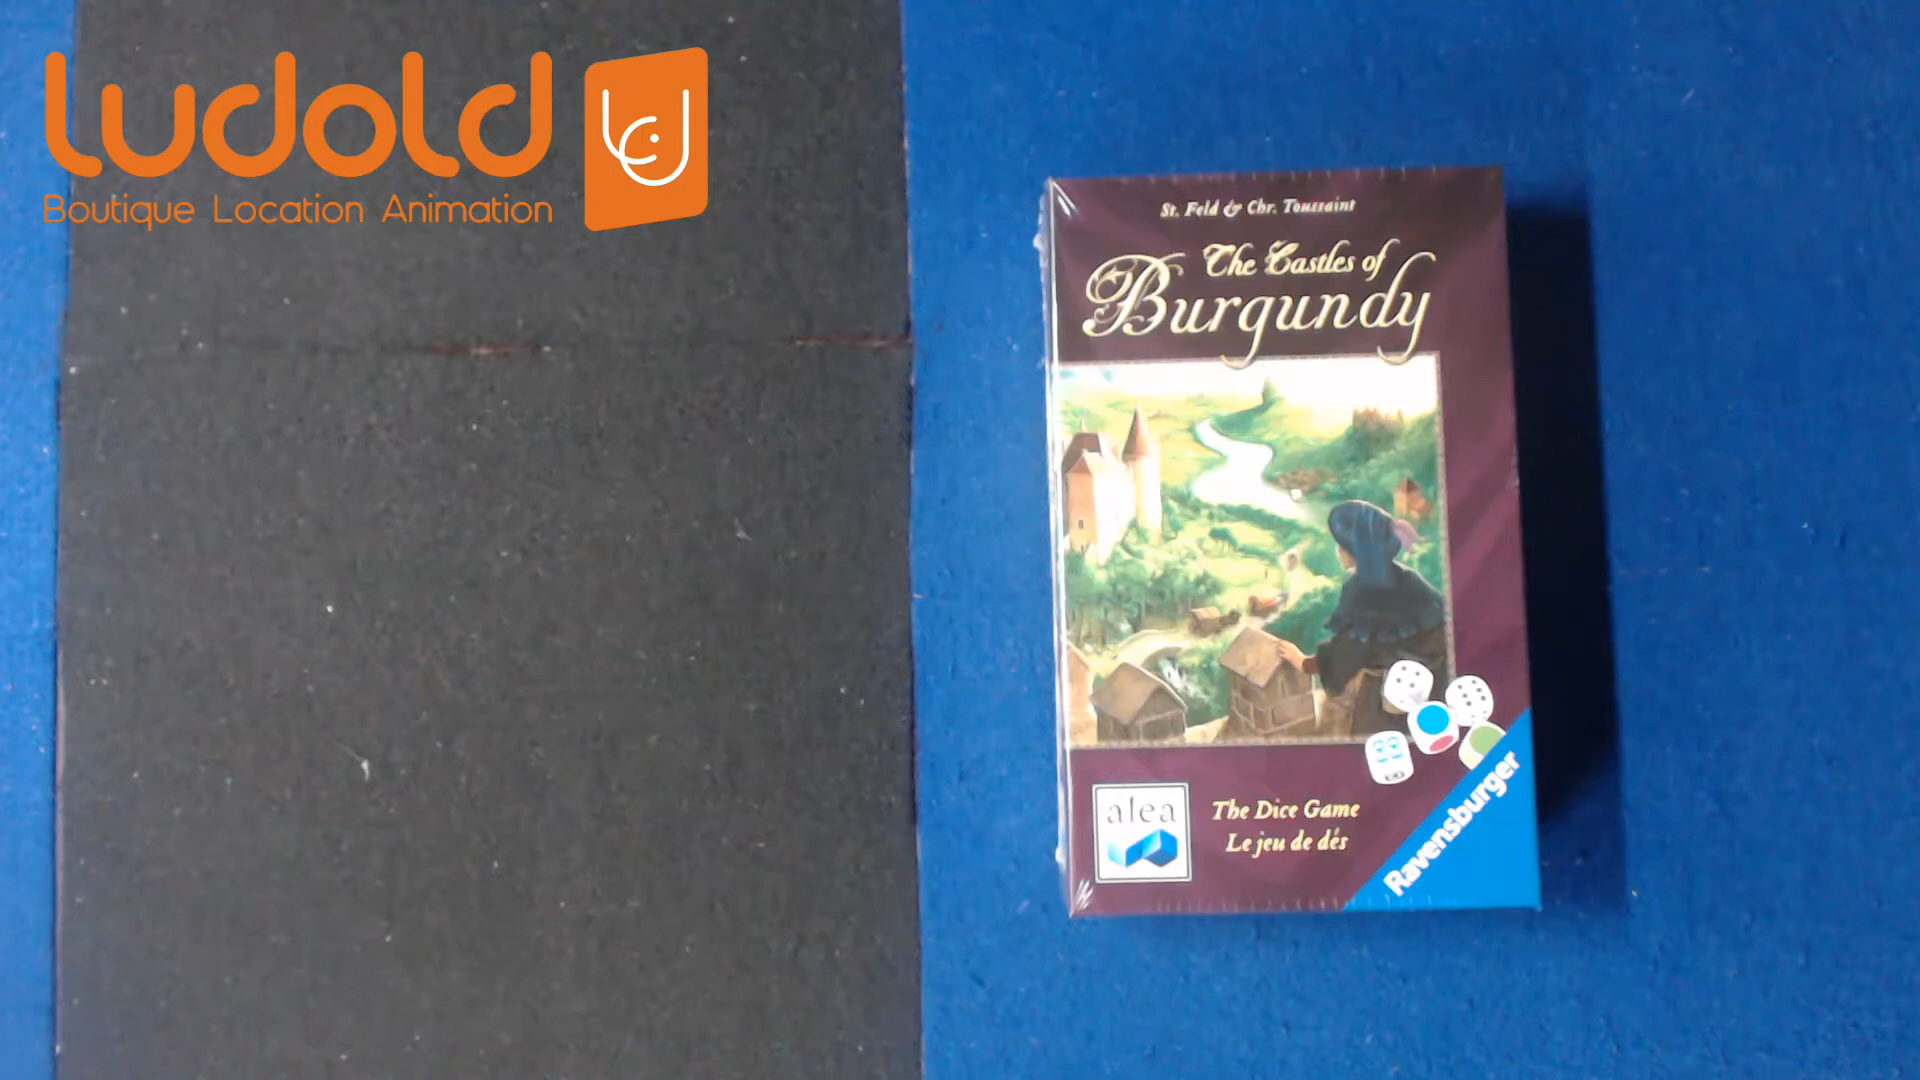 Ludold
Boutique Location Animation
St. Feld & Chr. Toussaint
The Castles of
Burgundy
alea
The Dice Game
Le jeu de dés
Ravensburger